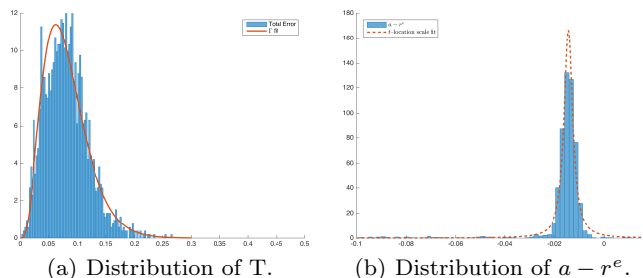 12
10
8
6
4
2
0
0 0.05 0.1 0.15 0.2 0.25 0.3 0.35 0.4 0.45 0.5
Total Error
Γ fit
(a) Distribution of T.
180
160
140
120
100
80
60
40
20
0
-0.1 -0.08 -0.06 -0.04 -0.02 0
a − r^e
t–location scale fit
(b) Distribution of a − r^e.